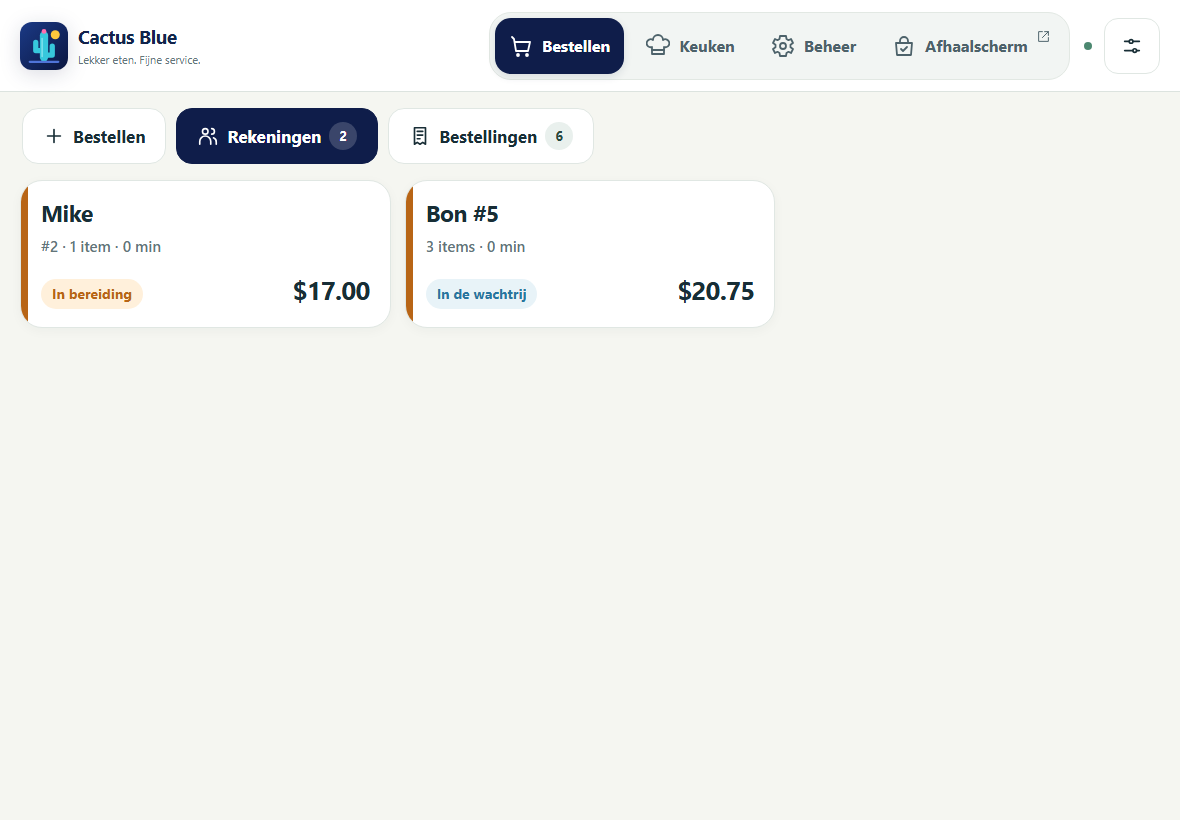 Cactus Blue
Lekker eten. Fijne service.
Bestellen
Keuken
Beheer
Afhaalscherm
Bestellen
Rekeningen 2
Bestellingen 6
Mike
#2 · 1 item · 0 min
In bereiding
$17.00
Bon #5
3 items · 0 min
In de wachtrij
$20.75